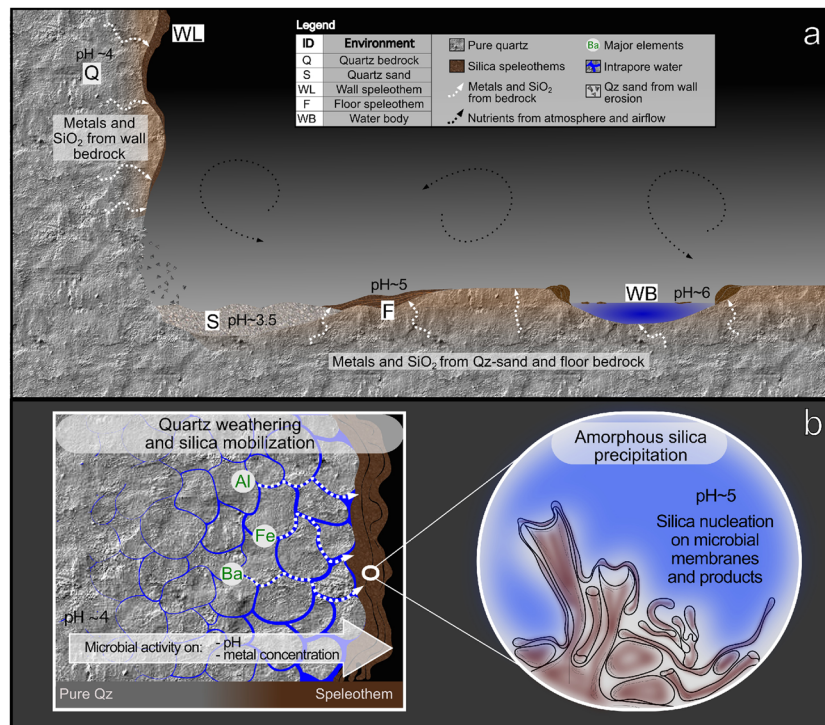 a
Legend
ID Environment
Q Quartz bedrock
S Quartz sand
WL Wall speleothem
F Floor speleothem
WB Water body
Pure quartz
Silica speleothems
Metals and SiO₂
from bedrock
Nutrients from atmosphere and airflow
Ba Major elements
Intrapore water
Qz sand from wall
erosion
WL
pH ~4
Q
Metals and
SiO₂ from wall
bedrock
pH~5
WB
pH~6
S pH~3.5
F
Metals and SiO₂ from Qz-sand and floor bedrock
b
Quartz weathering
and silica mobilization
Al
Fe
Ba
pH ~4
Microbial activity on: - pH
- metal concentration
Pure Qz Speleothem
Amorphous silica
precipitation
pH~5
Silica nucleation
on microbial
membranes
and products